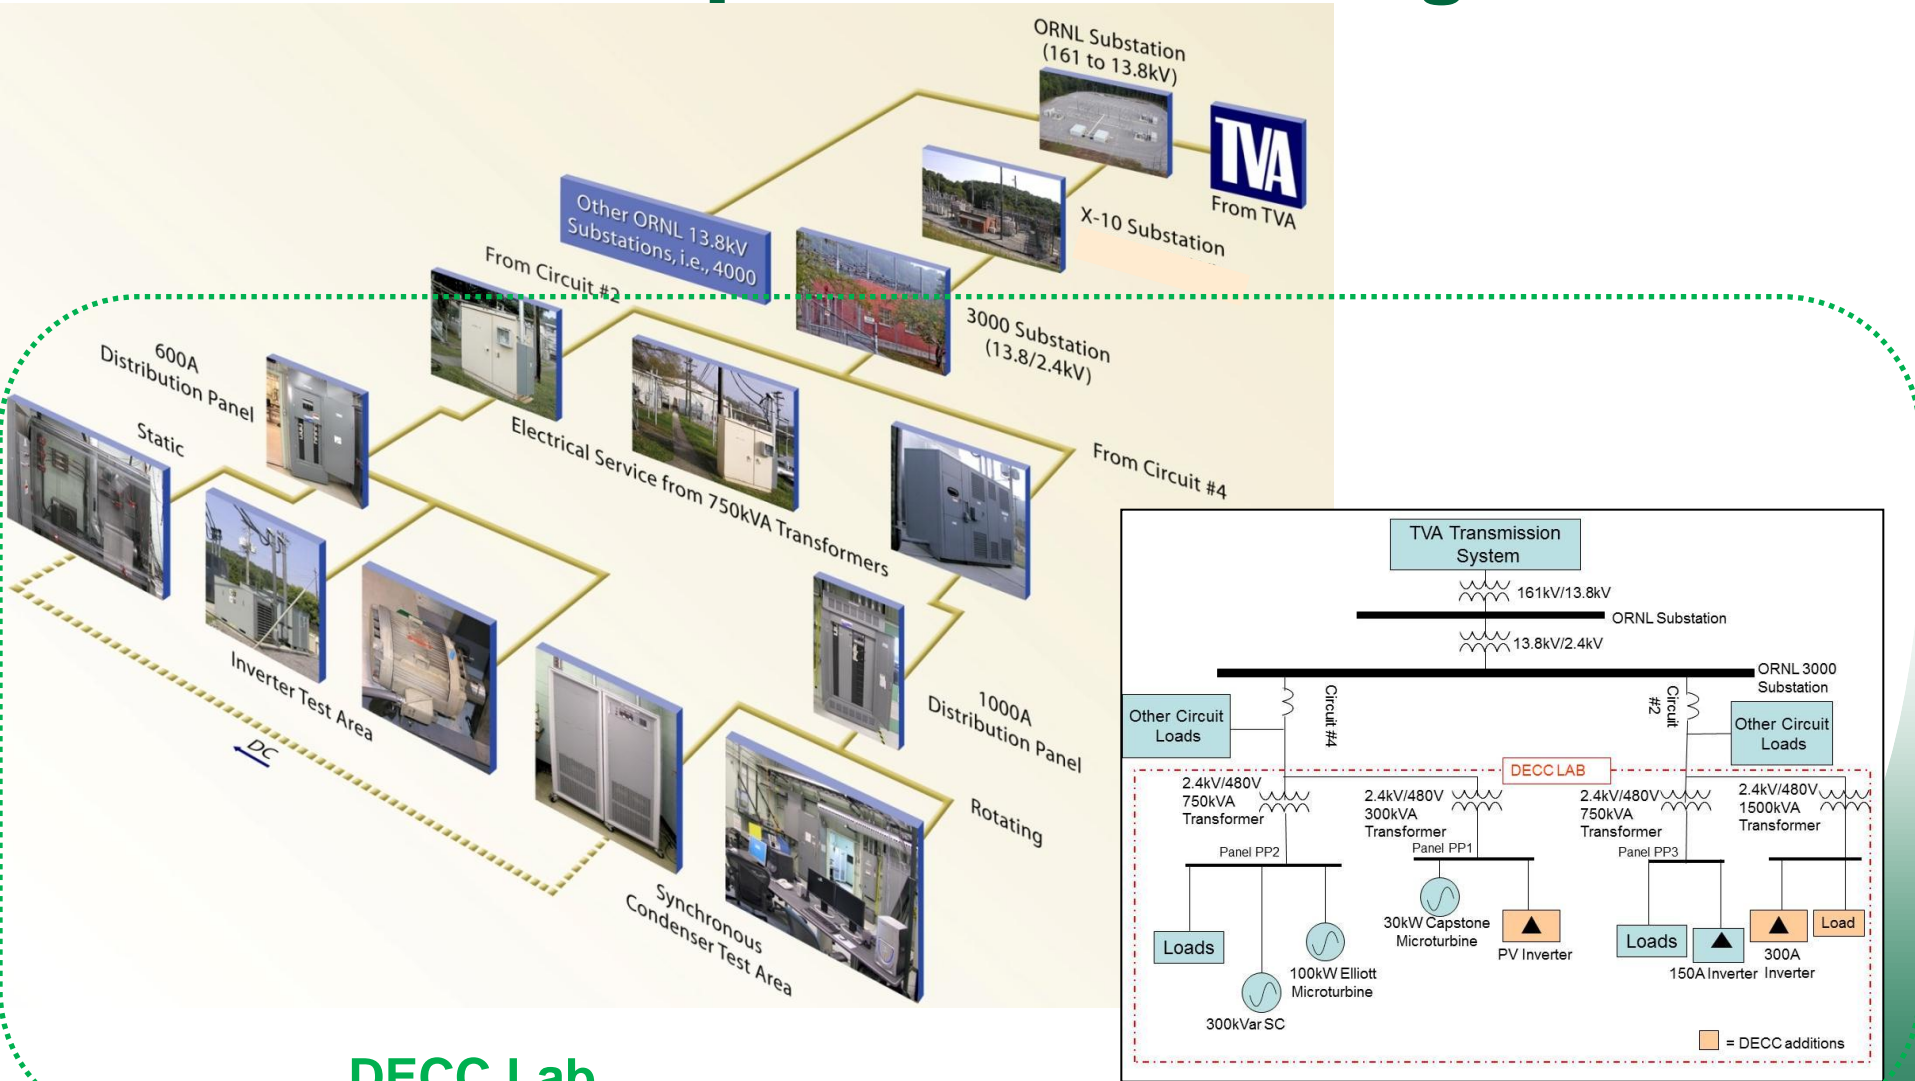 ORNL Substation
(161 to 13.8kV)
TVA
From TVA
X-10 Substation
Other ORNL 13.8kV
Substations, i.e., 4000
From Circuit #2
3000 Substation
(13.8/2.4kV)
600A
Distribution Panel
Static
Electrical Service from 750kVA Transformers
From Circuit #4
Inverter Test Area
DC
1000A
Distribution Panel
Rotating
Synchronous
Condenser Test Area
DECC Lab
TVA Transmission
System
161kV/13.8kV
ORNL Substation
13.8kV/2.4kV
ORNL 3000
Substation
Circuit #4
Circuit
#2
Other Circuit
Loads
Other Circuit
Loads
DECC LAB
2.4kV/480V
750kVA
Transformer
2.4kV/480V
300kVA
Transformer
2.4kV/480V
750kVA
Transformer
2.4kV/480V
1500kVA
Transformer
Panel PP2
Panel PP1
Panel PP3
Loads
300kVar SC
100kW Elliott
Microturbine
30kW Capstone
Microturbine
PV Inverter
Loads
150A Inverter
300A
Inverter
Load
= DECC additions